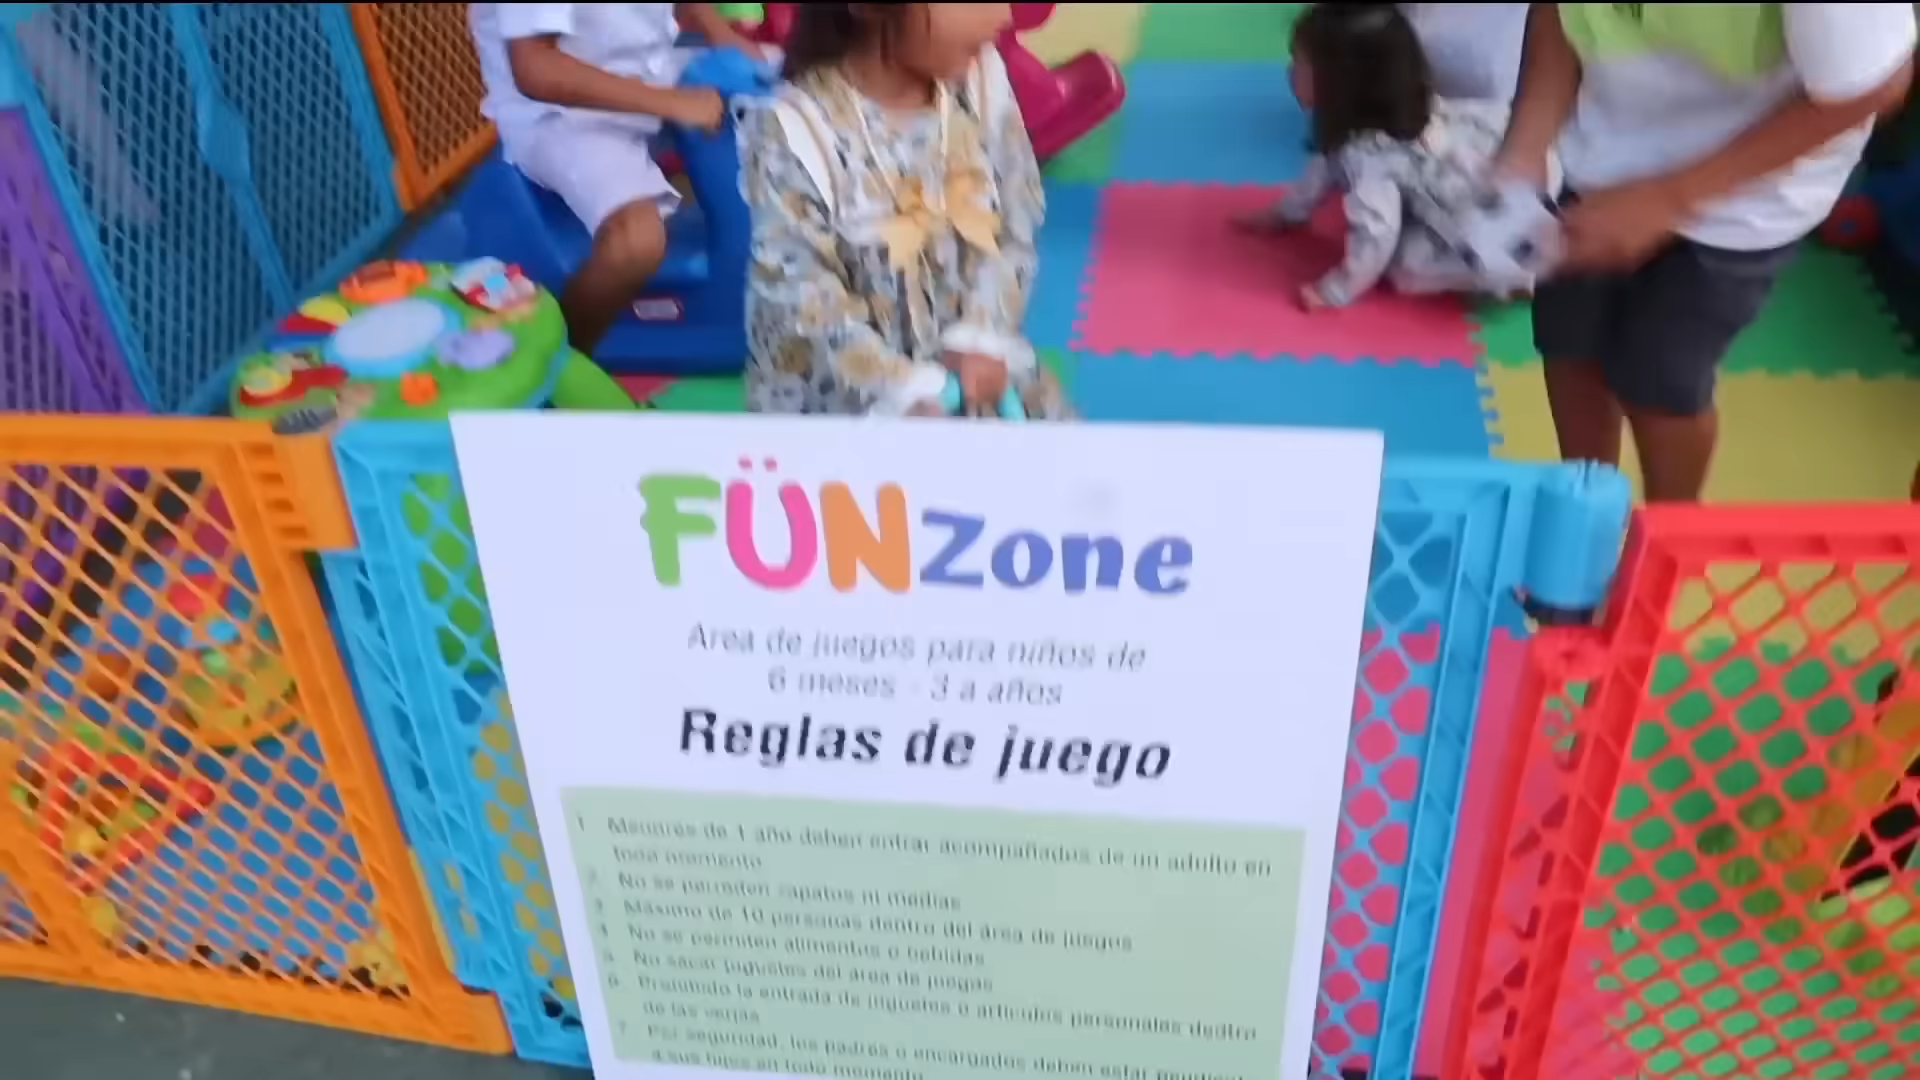 FÜNZone
Área de juegos para niños de
6 meses - 3 a años
Reglas de juego
1. Menores de 1 año deben entrar acompañados de un adulto en
todo momento
2. No se permiten zapatos ni medias
3. Máximo de 10 personas dentro del área de juegos
4. No se permiten alimentos o bebidas
5. No sacar juguetes del área de juegos
6. la entrada de juguetes o artículos personales dentro
de las verjas
7. Por seguridad, los padres o encargados deben estar
a sus hijos en todo momento